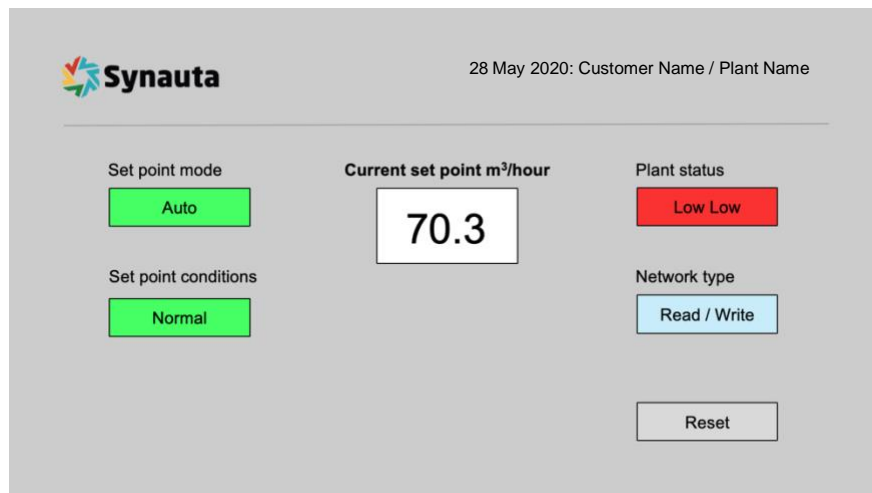 Synauta
28 May 2020: Customer Name / Plant Name
Set point mode
Auto
Current set point m³/hour
70.3
Plant status
Low Low
Set point conditions
Normal
Network type
Read / Write
Reset